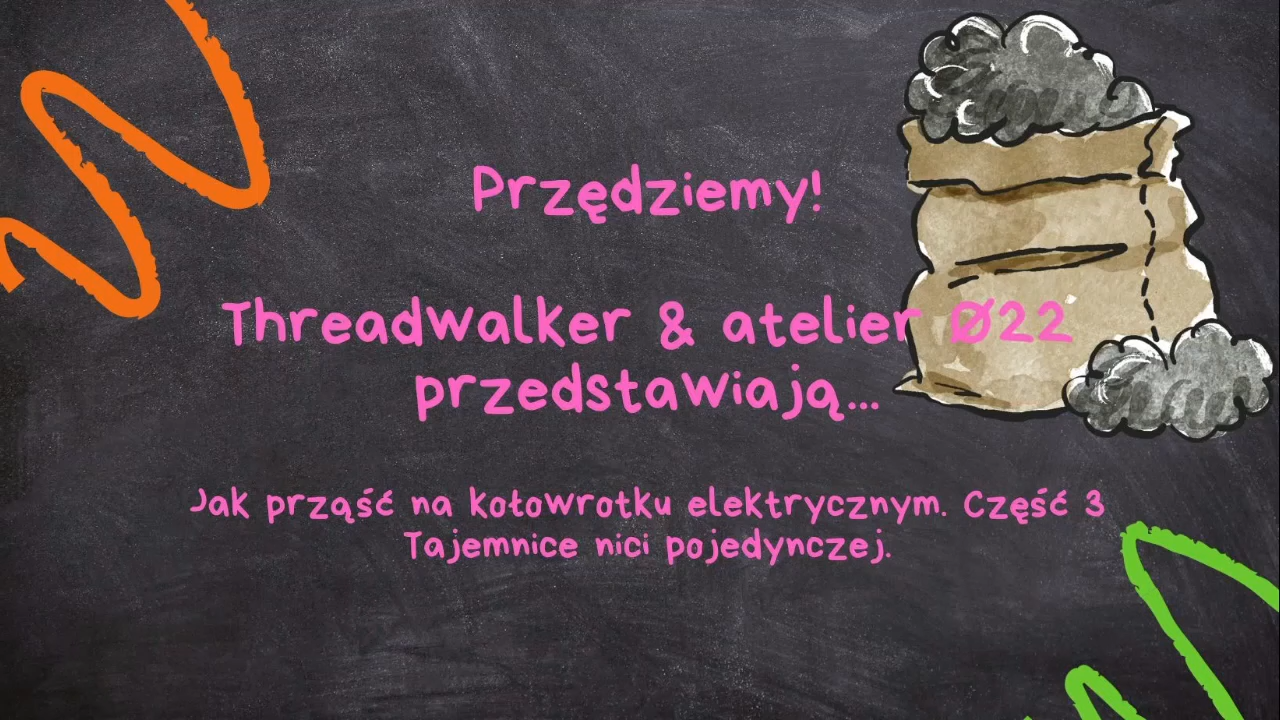 Przędziemy!
Threadwalker & atelier Ø22
przedstawiają...
Jak prząść na kołowrotku elektrycznym. Część 3
Tajemnice nici pojedynczej.